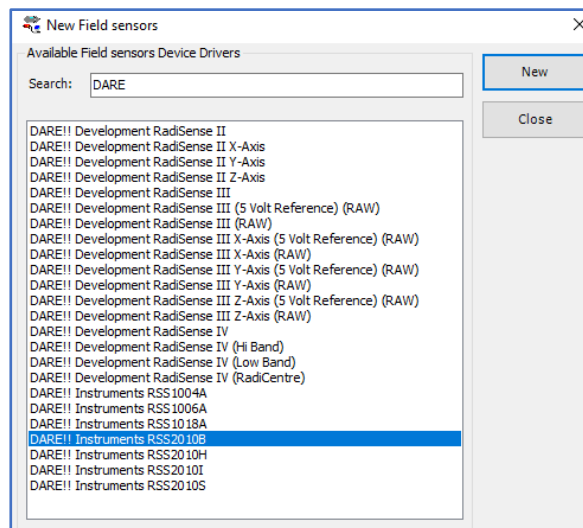 New Field sensors
Available Field sensors Device Drivers
Search: DARE
New
Close
DARE!! Development RadiSense II
DARE!! Development RadiSense II X-Axis
DARE!! Development RadiSense II Y-Axis
DARE!! Development RadiSense II Z-Axis
DARE!! Development RadiSense III
DARE!! Development RadiSense III (5 Volt Reference) (RAW)
DARE!! Development RadiSense III (RAW)
DARE!! Development RadiSense III X-Axis (5 Volt Reference) (RAW)
DARE!! Development RadiSense III X-Axis (RAW)
DARE!! Development RadiSense III Y-Axis (5 Volt Reference) (RAW)
DARE!! Development RadiSense III Y-Axis (RAW)
DARE!! Development RadiSense III Z-Axis (5 Volt Reference) (RAW)
DARE!! Development RadiSense III Z-Axis (RAW)
DARE!! Development RadiSense IV
DARE!! Development RadiSense IV (Hi Band)
DARE!! Development RadiSense IV (Low Band)
DARE!! Development RadiSense IV (RadiCentre)
DARE!! Instruments RSS1004A
DARE!! Instruments RSS1006A
DARE!! Instruments RSS1018A
DARE!! Instruments RSS2010B
DARE!! Instruments RSS2010H
DARE!! Instruments RSS2010I
DARE!! Instruments RSS2010S